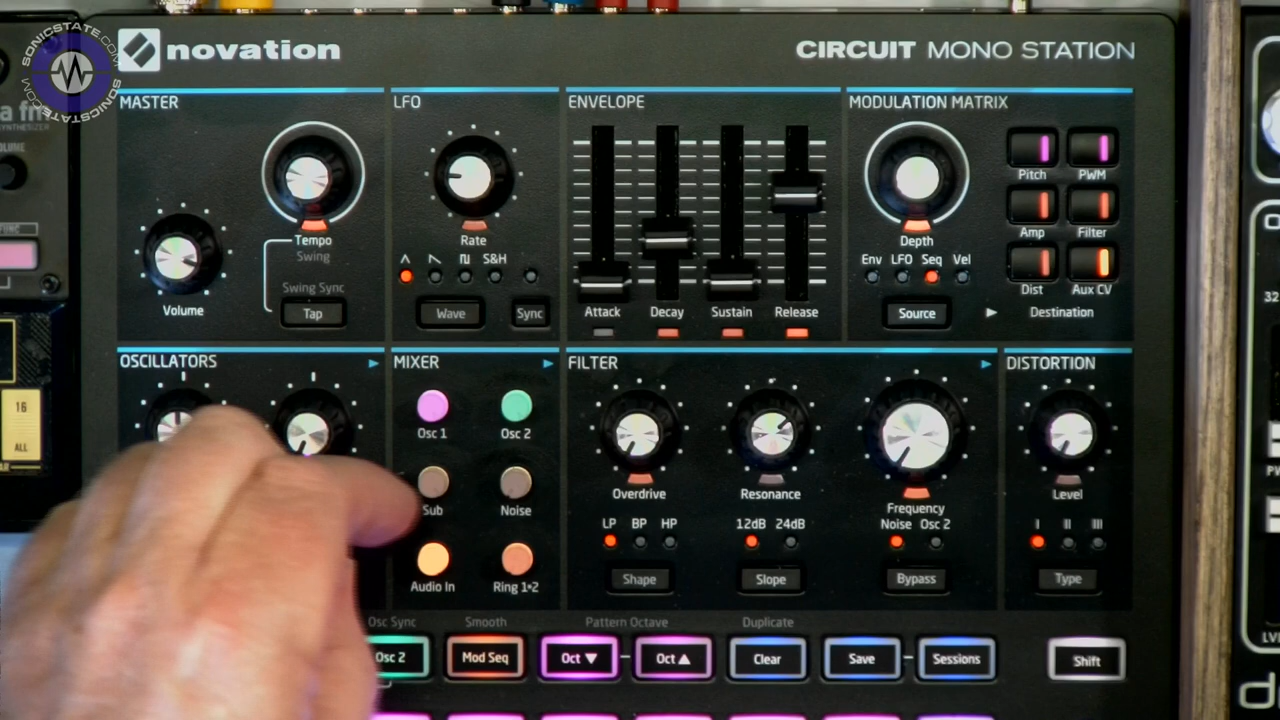 SONICSTATE.COM
SONICSTATE.COM
novation
CIRCUIT MONO STATION
MASTER
LFO
ENVELOPE
MODULATION MATRIX
Pitch
PWM
Amp
Filter
Dist
Aux CV
Tempo
Swing
Rate
Depth
S&H
Env
LFO
Seq
Vel
Swing Sync
Volume
Tap
Wave
Sync
Attack
Decay
Sustain
Release
Source
Destination
OSCILLATORS
MIXER
FILTER
DISTORTION
Osc 1
Osc 2
Sub
Noise
Audio In
Ring 1*2
Overdrive
Resonance
Frequency
Level
LP
BP
HP
12dB
24dB
Noise
Osc 2
I
II
III
Shape
Slope
Bypass
Type
Osc Sync
Smooth
Pattern Octave
Duplicate
Osc 2
Mod Seq
Oct ▼
Oct ▲
Clear
Save
Sessions
Shift
16
ALL
32